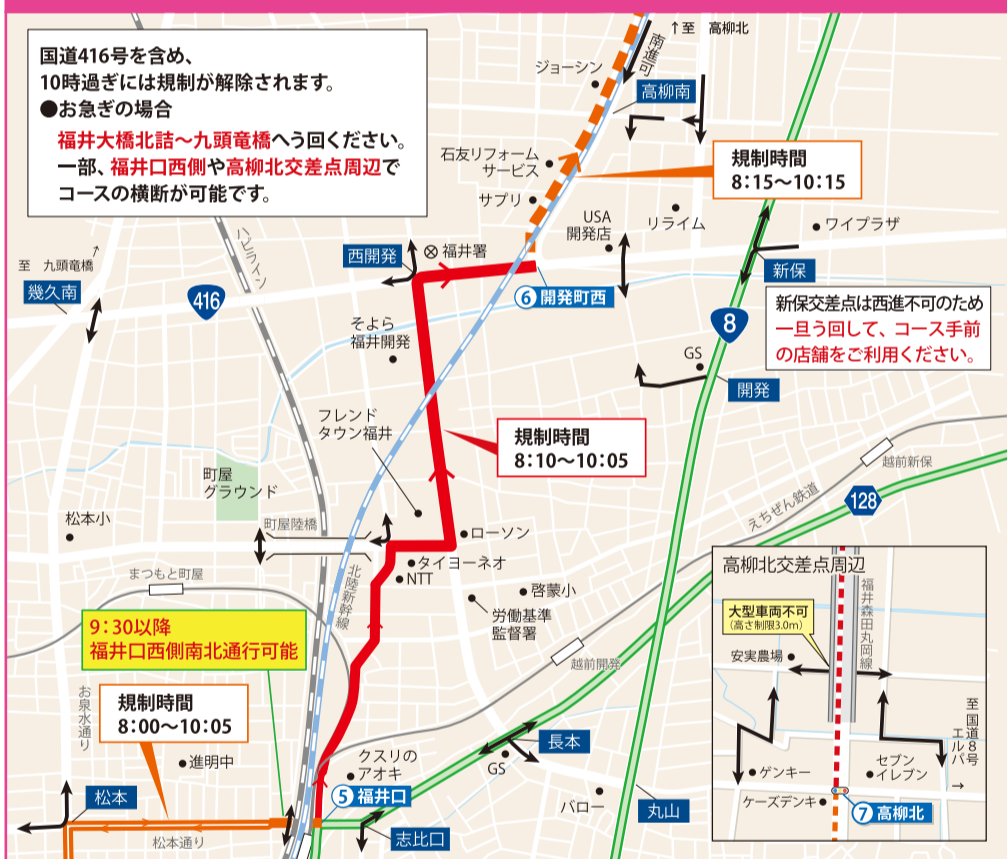 国道416号を含め、
10時過ぎには規制が解除されます。
●お急ぎの場合
福井大橋北詰～九頭竜橋へう回ください。
一部、福井口西側や高柳北交差点周辺で
コースの横断が可能です。
↑至 高柳北
南進可
ジョーシン
高柳南
石友リフォーム
サービス
サプリ
規制時間
8:15～10:15
USA
開発店
リライム
ワイプラザ
新保
ハピライン
至 九頭竜橋
幾久南
416
西開発
福井署
⑥開発町西
新保交差点は西進不可のため
一旦う回して、コース手前
の店舗をご利用ください。
8
そよら
福井開発
GS
開発
フレンド
タウン福井
規制時間
8:10～10:05
越前新保
えちぜん鉄道
128
町屋
グラウンド
松本小
町屋陸橋
ローソン
タイヨーネオ
NTT
北陸新幹線
まつもと町屋
啓蒙小
労働基準
監督署
越前開発
9:30以降
福井口西側南北通行可能
お泉水通り
規制時間
8:00～10:05
進明中
クスリの
アオキ
長本
GS
バロー
丸山
松本
⑤福井口
志比口
松本通り
高柳北交差点周辺
大型車両不可
(高さ制限3.0m)
福井森田丸岡線
安実農場
至 国道8号
エルパ
→
ゲンキー
セブン
イレブン
ケーズデンキ
⑦高柳北